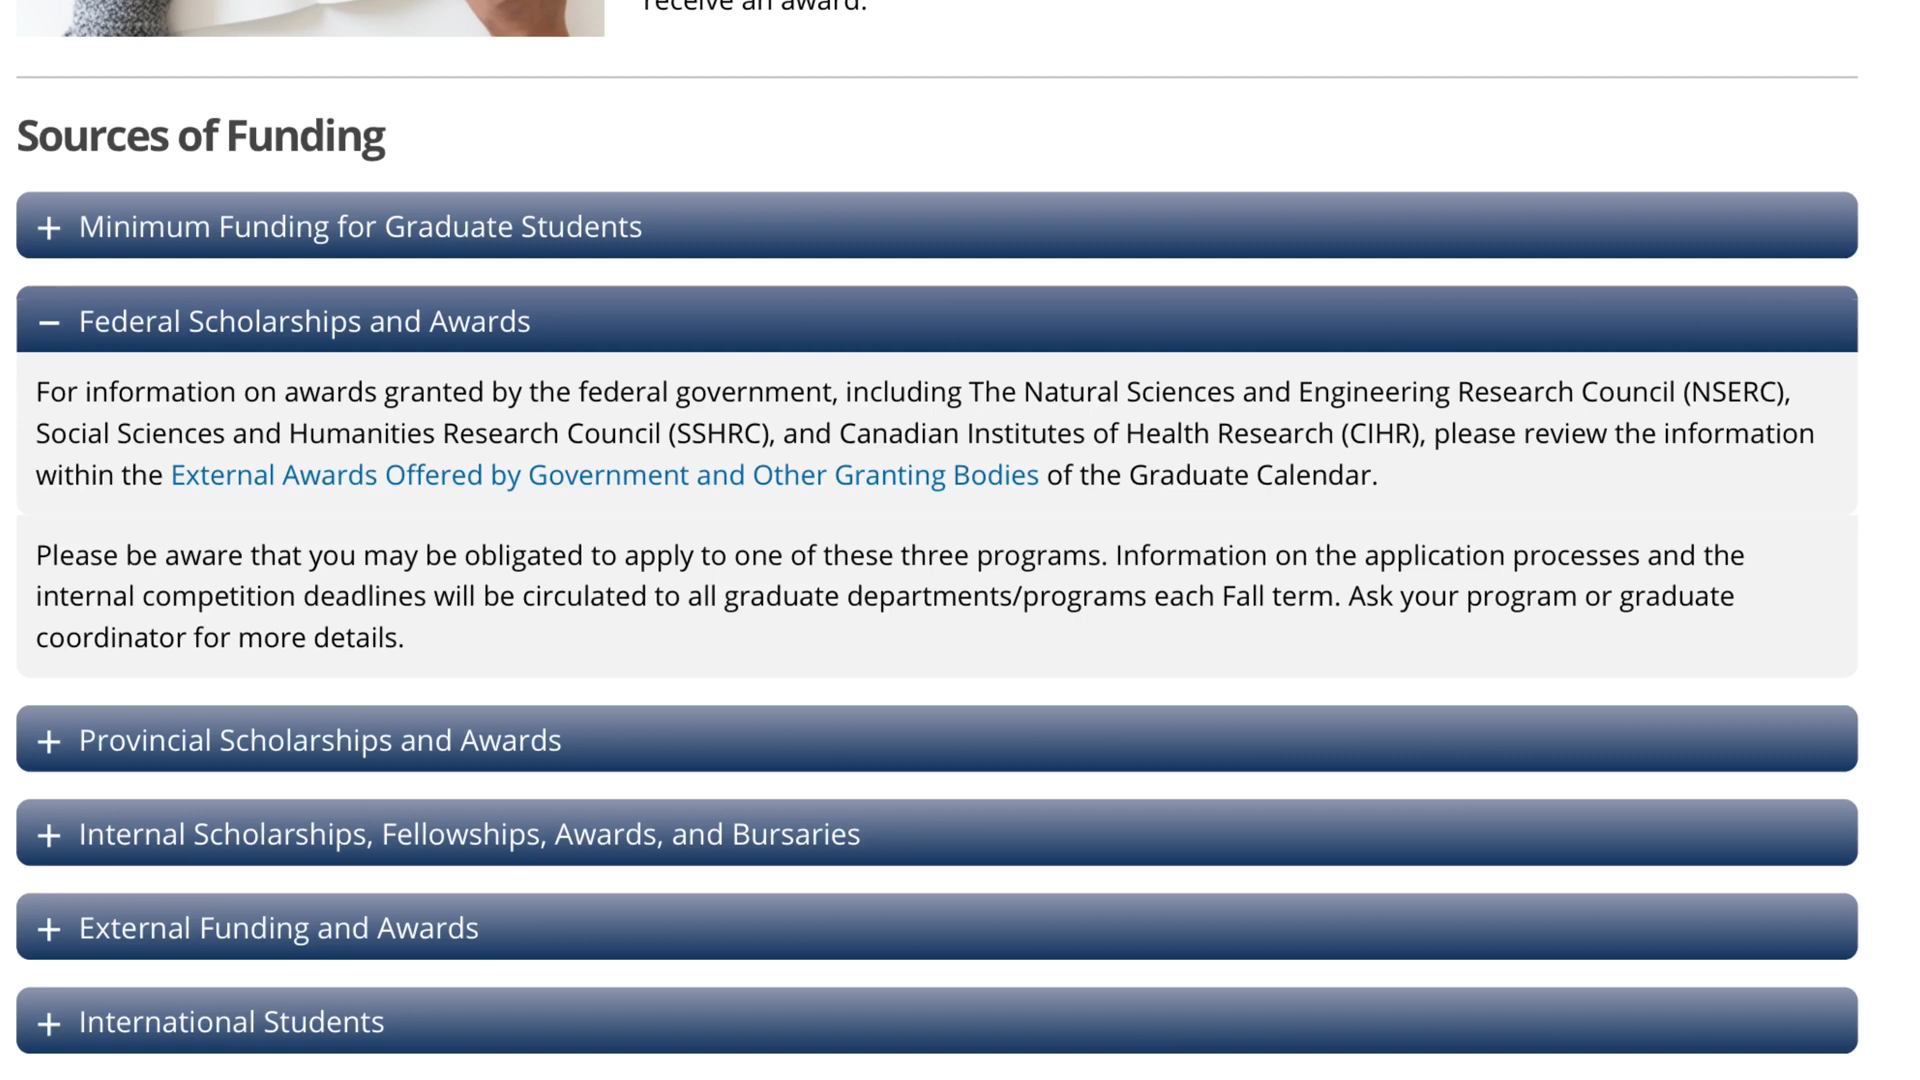 receive an award.
Sources of Funding
+ Minimum Funding for Graduate Students
− Federal Scholarships and Awards
For information on awards granted by the federal government, including The Natural Sciences and Engineering Research Council (NSERC),
Social Sciences and Humanities Research Council (SSHRC), and Canadian Institutes of Health Research (CIHR), please review the information
within the External Awards Offered by Government and Other Granting Bodies of the Graduate Calendar.
Please be aware that you may be obligated to apply to one of these three programs. Information on the application processes and the
internal competition deadlines will be circulated to all graduate departments/programs each Fall term. Ask your program or graduate
coordinator for more details.
+ Provincial Scholarships and Awards
+ Internal Scholarships, Fellowships, Awards, and Bursaries
+ External Funding and Awards
+ International Students